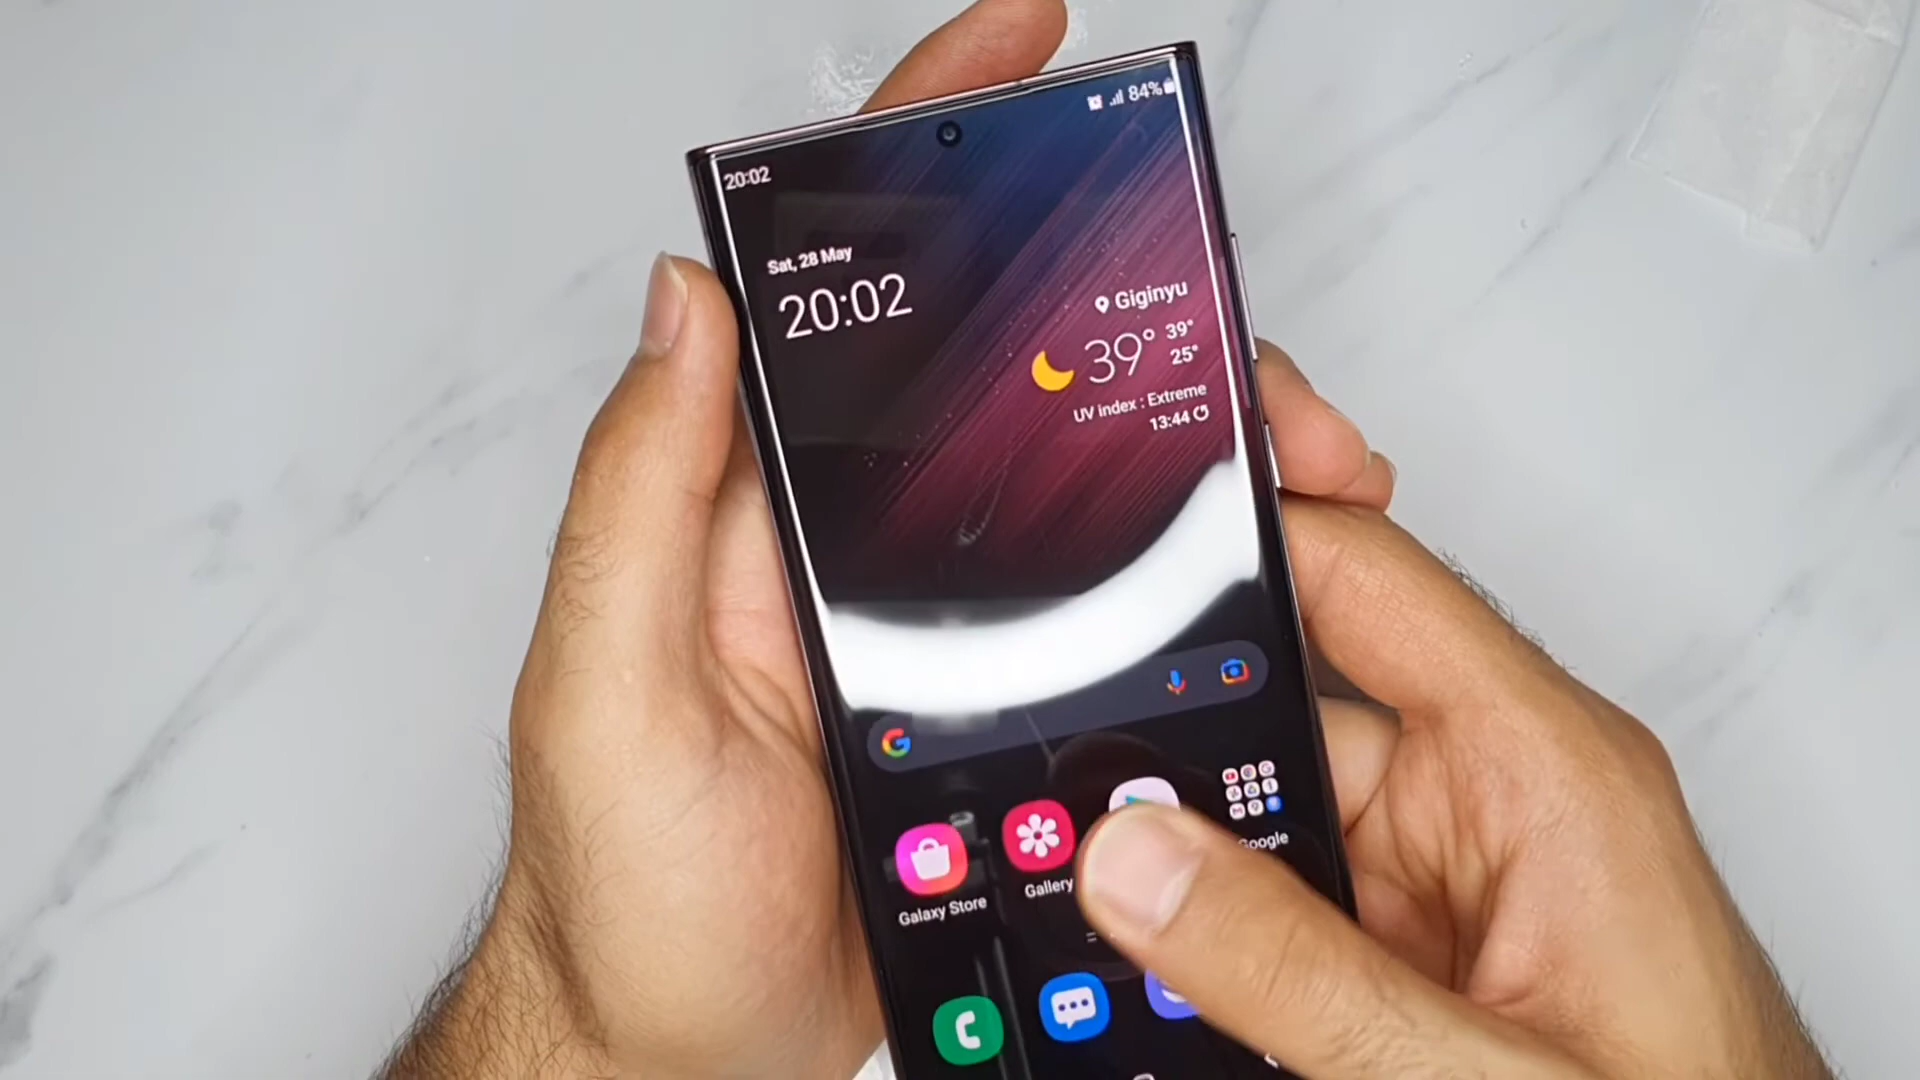 84%
20:02
Sat, 28 May
20:02
Giginyu
39°
39°
25°
UV index : Extreme
13:44
G
Galaxy Store
Gallery
Google